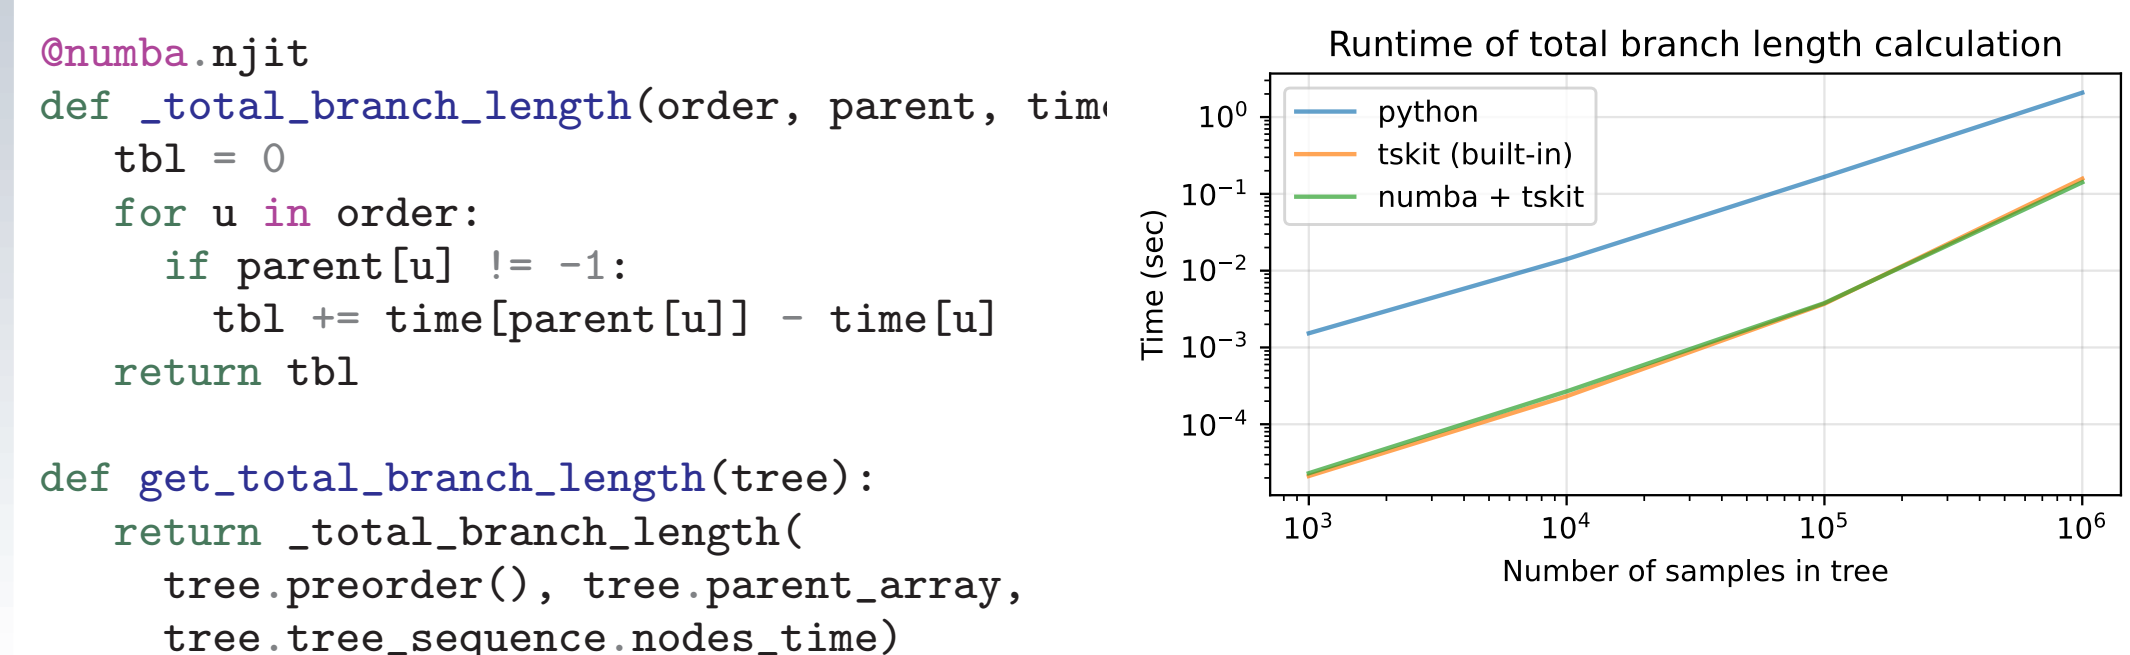 @numba.njit
def _total_branch_length(order, parent, time
   tbl = 0
   for u in order:
     if parent[u] != -1:
       tbl += time[parent[u]] - time[u]
   return tbl

def get_total_branch_length(tree):
   return _total_branch_length(
     tree.preorder(), tree.parent_array,
     tree.tree_sequence.nodes_time)
Runtime of total branch length calculation
python
tskit (built-in)
numba + tskit
Time (sec)
10⁰
10⁻¹
10⁻²
10⁻³
10⁻⁴
10³ 10⁴ 10⁵ 10⁶
Number of samples in tree